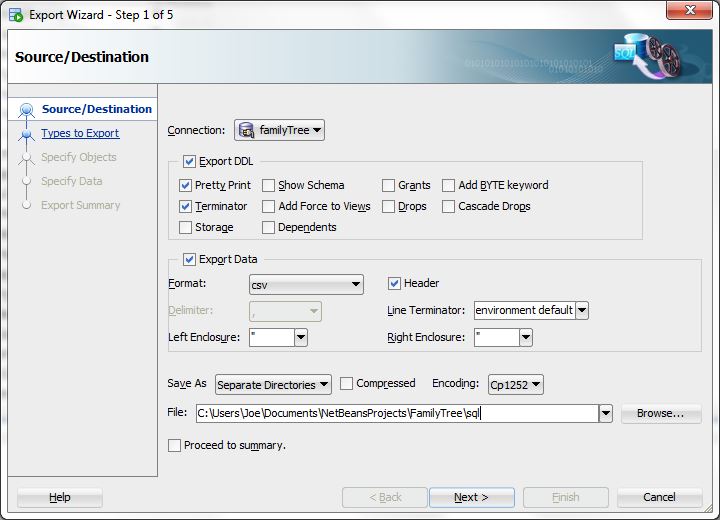 Export Wizard - Step 1 of 5
Source/Destination
SQL
0101010101010101010101010101
01010101010
Source/Destination
Types to Export
Specify Objects
Specify Data
Export Summary
Connection: familyTree
Export DDL
Pretty Print Show Schema Grants Add BYTE keyword
Terminator Add Force to Views Drops Cascade Drops
Storage Dependents
Export Data
Format: csv Header
Delimiter: , Line Terminator: environment default
Left Enclosure: " Right Enclosure: "
Save As Separate Directories Compressed Encoding: Cp1252
File: C:\Users\Joe\Documents\NetBeansProjects\FamilyTree\sql Browse...
Proceed to summary.
Help < Back Next > Finish Cancel